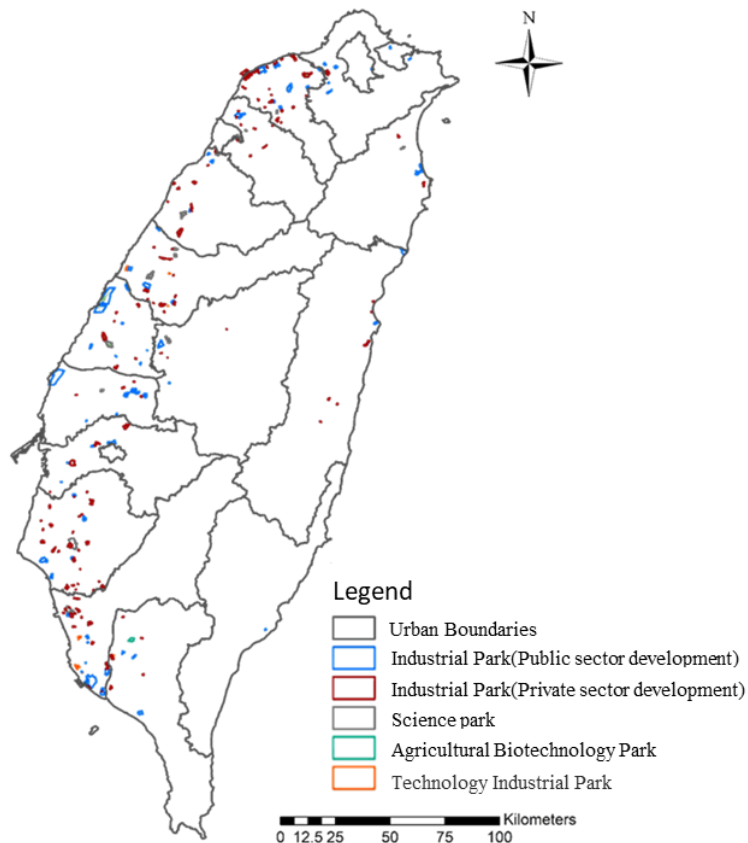 N
Legend
Urban Boundaries
Industrial Park(Public sector development)
Industrial Park(Private sector development)
Science park
Agricultural Biotechnology Park
Technology Industrial Park
Kilometers
0 12.5 25 50 75 100